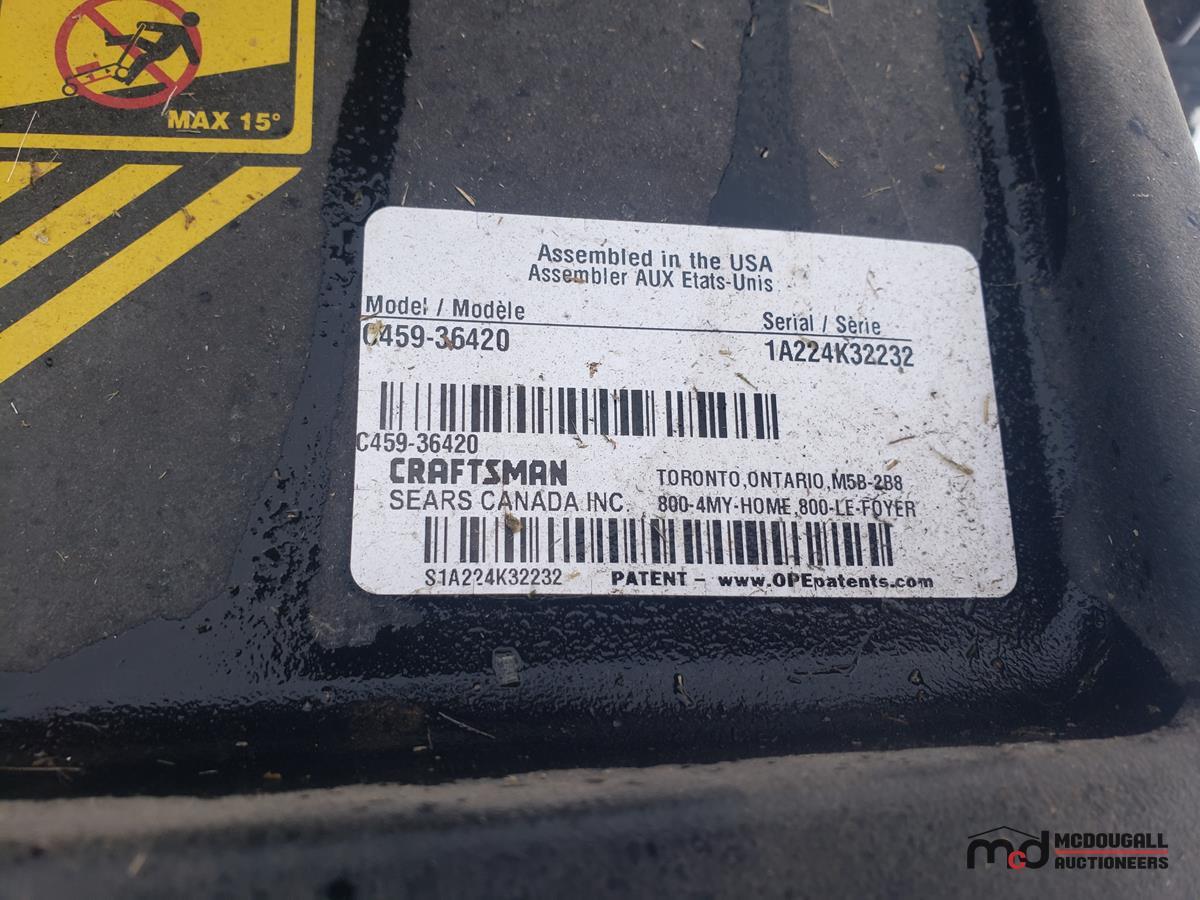 MAX 15°
Assembled in the USA
Assembler AUX Etats-Unis
Model / Modèle Serial / Série
C459-36420 1A224K32232
C459-36420
CRAFTSMAN TORONTO,ONTARIO,M5B-2B8
SEARS CANADA INC. 800-4MY-HOME,800-LE-FOYER
S1A224K32232 PATENT - www.OPEpatents.com
mcD MCDOUGALL
AUCTIONEERS